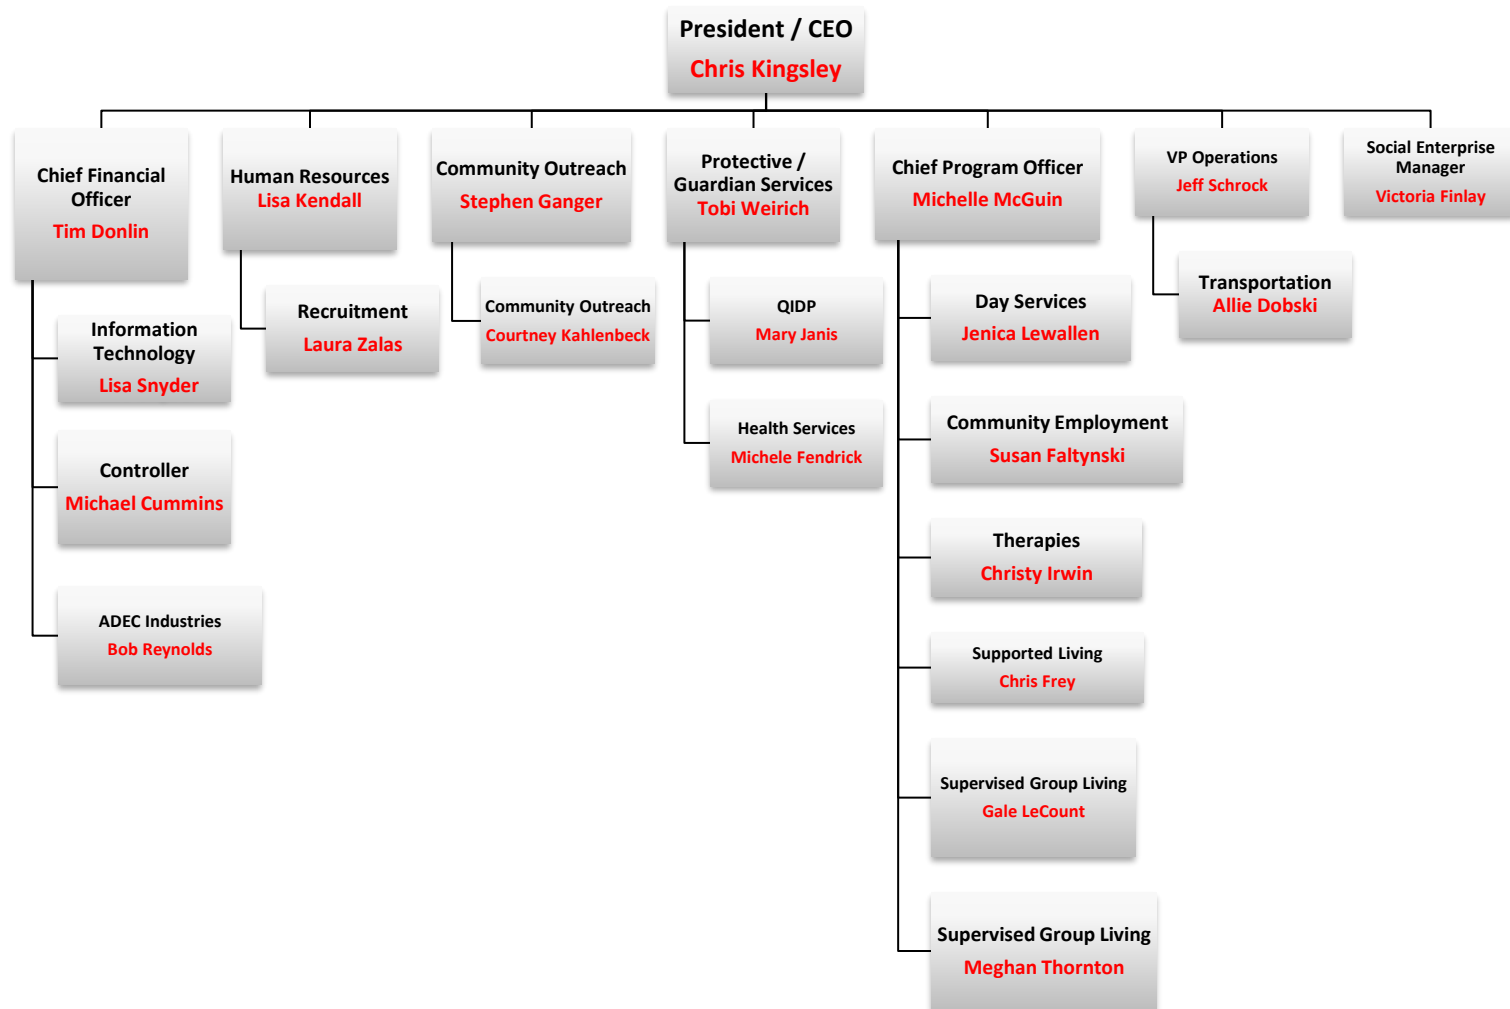 President / CEO
Chris Kingsley
Chief Financial
Officer
Tim Donlin
Human Resources
Lisa Kendall
Community Outreach
Stephen Ganger
Protective /
Guardian Services
Tobi Weirich
Chief Program Officer
Michelle McGuin
VP Operations
Jeff Schrock
Social Enterprise
Manager
Victoria Finlay
Information
Technology
Lisa Snyder
Controller
Michael Cummins
ADEC Industries
Bob Reynolds
Recruitment
Laura Zalas
Community Outreach
Courtney Kahlenbeck
QIDP
Mary Janis
Health Services
Michele Fendrick
Day Services
Jenica Lewallen
Community Employment
Susan Faltynski
Therapies
Christy Irwin
Supported Living
Chris Frey
Supervised Group Living
Gale LeCount
Supervised Group Living
Meghan Thornton
Transportation
Allie Dobski